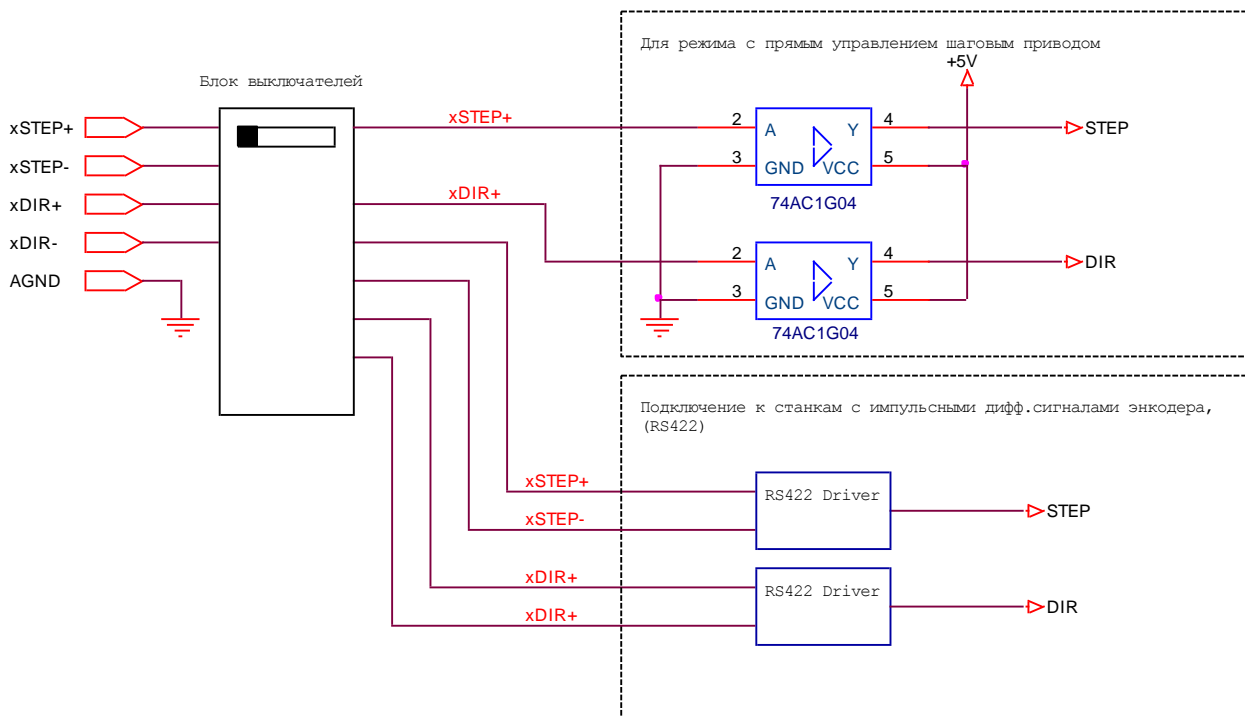 Для режима с прямым управлением шаговым приводом
+5V
Блок выключателей
xSTEP+
xSTEP+
2
A
Y
4
STEP
xSTEP-
3
GND
VCC
5
xDIR+
xDIR+
74AC1G04
xDIR-
2
A
Y
4
DIR
AGND
3
GND
VCC
5
74AC1G04
Подключение к станкам с импульсными дифф.сигналами энкодера,
(RS422)
xSTEP+
RS422 Driver
STEP
xSTEP-
xDIR+
RS422 Driver
DIR
xDIR+